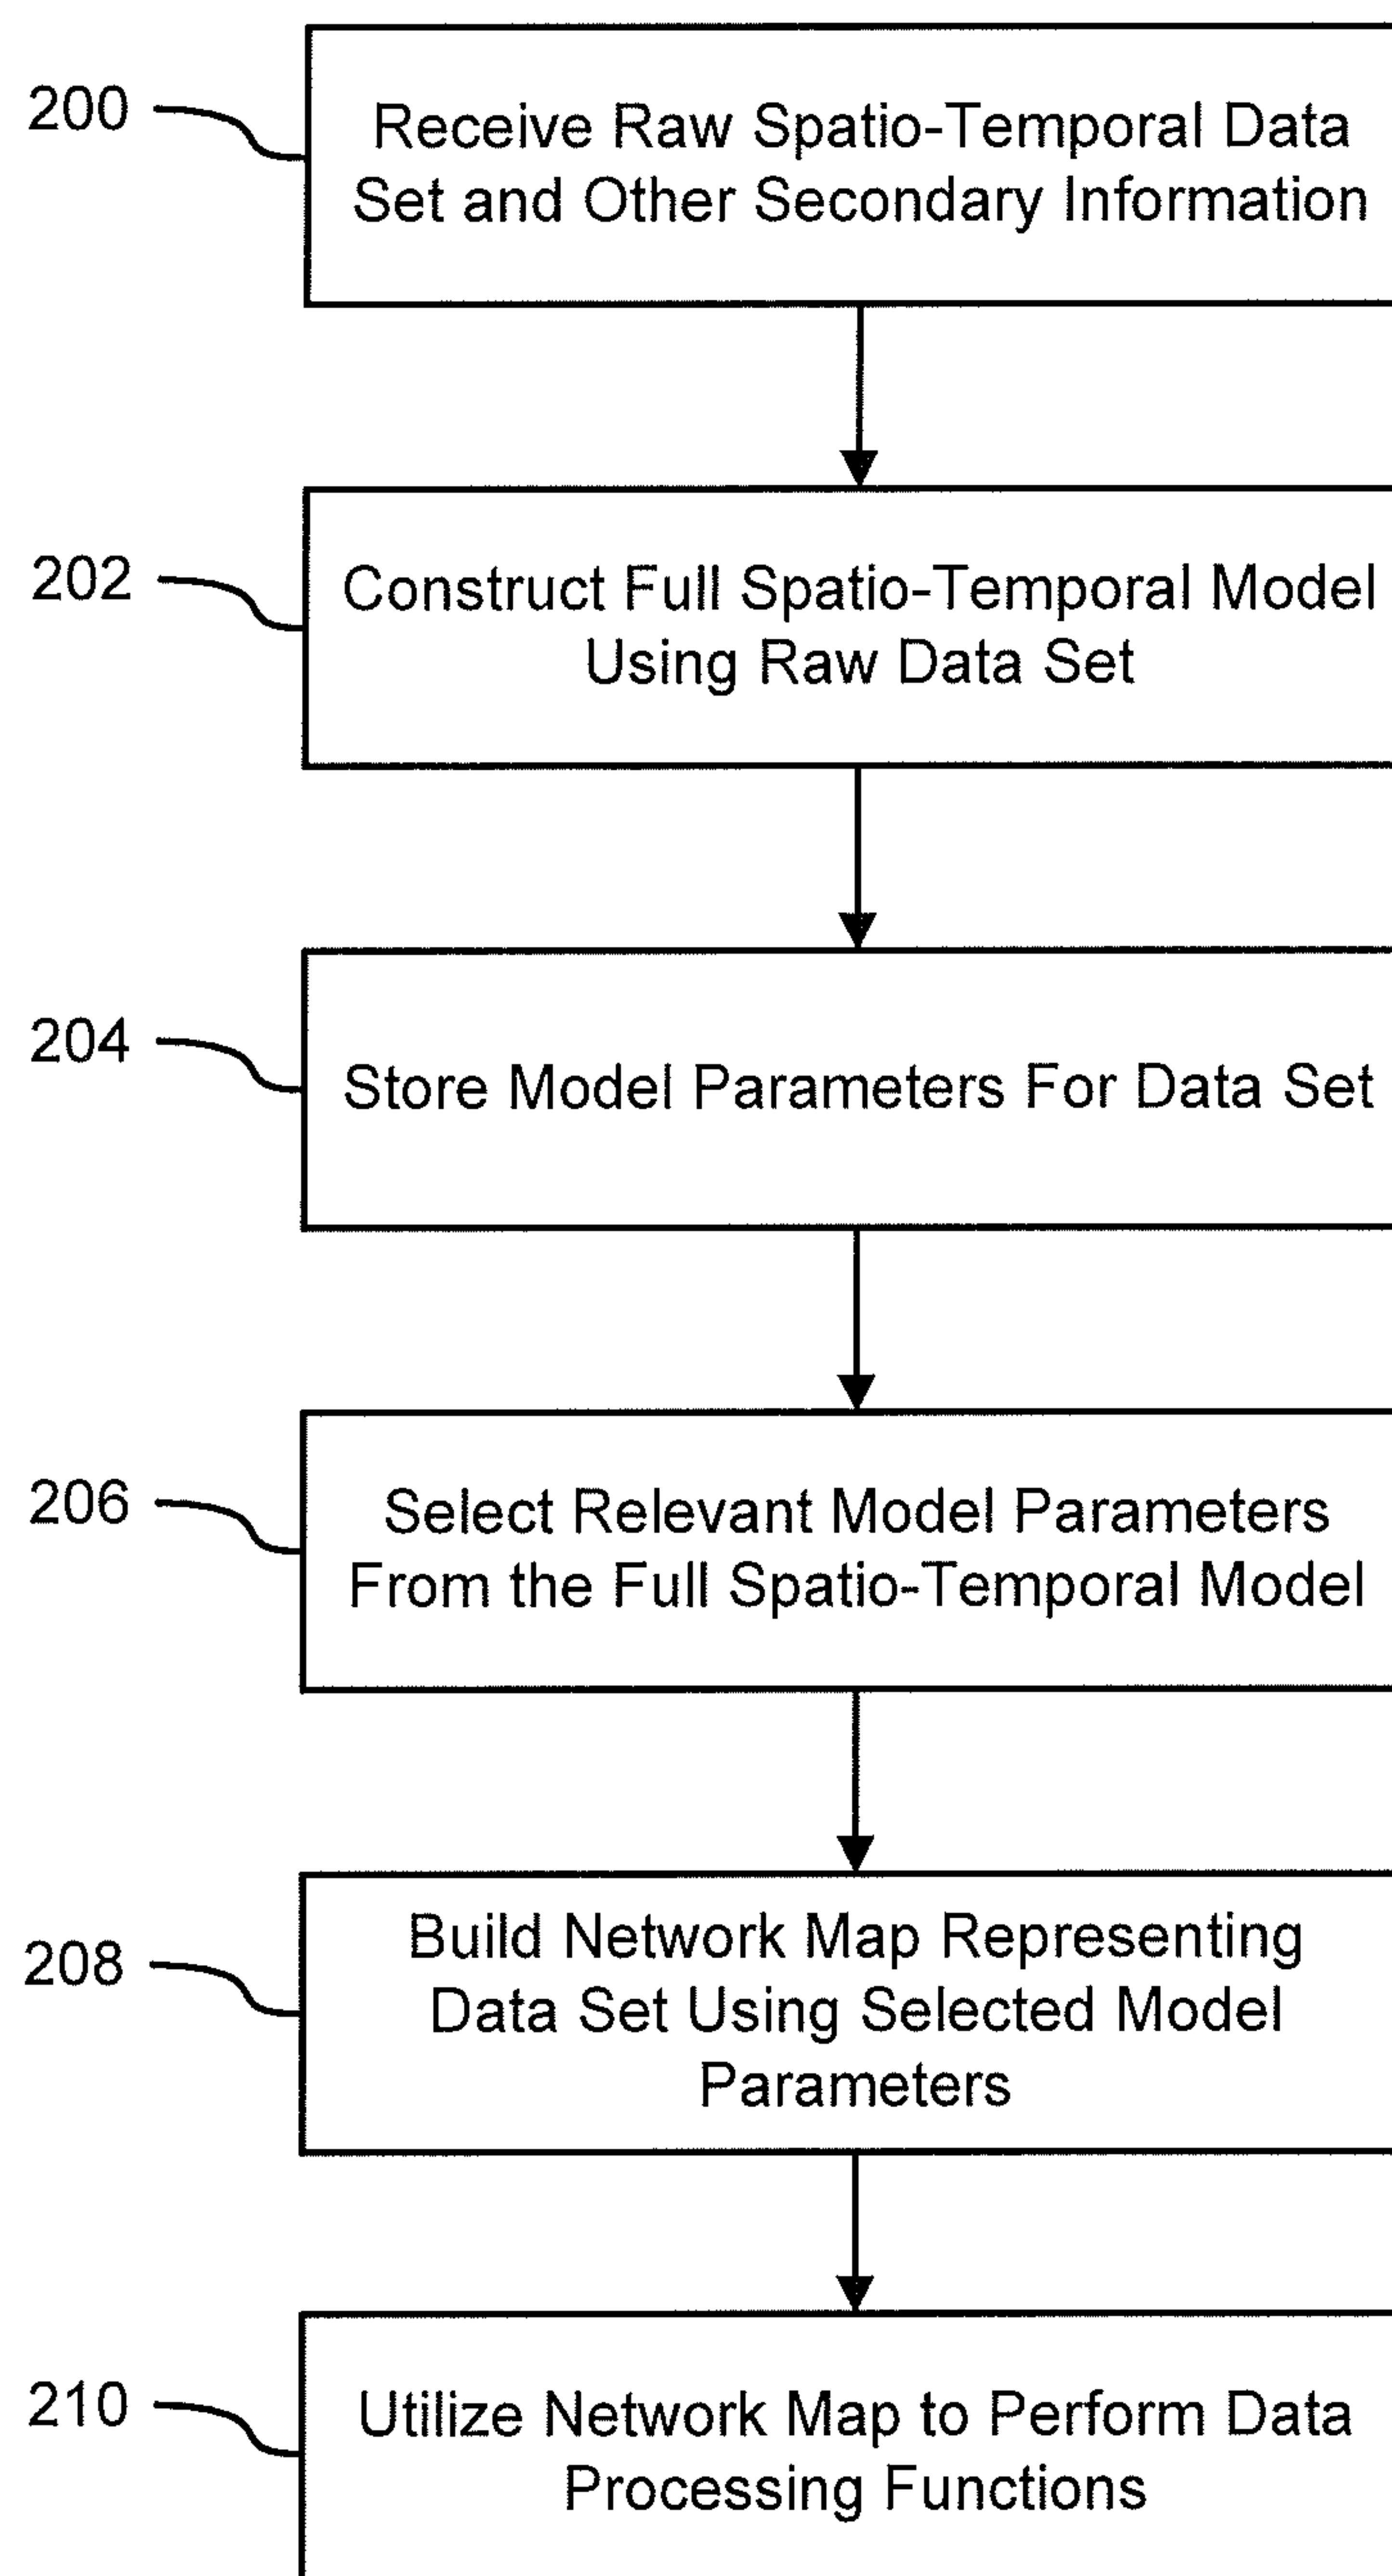 200
Receive Raw Spatio-Temporal Data
Set and Other Secondary Information
202
Construct Full Spatio-Temporal Model
Using Raw Data Set
204
Store Model Parameters For Data Set
206
Select Relevant Model Parameters
From the Full Spatio-Temporal Model
208
Build Network Map Representing
Data Set Using Selected Model
Parameters
210
Utilize Network Map to Perform Data
Processing Functions